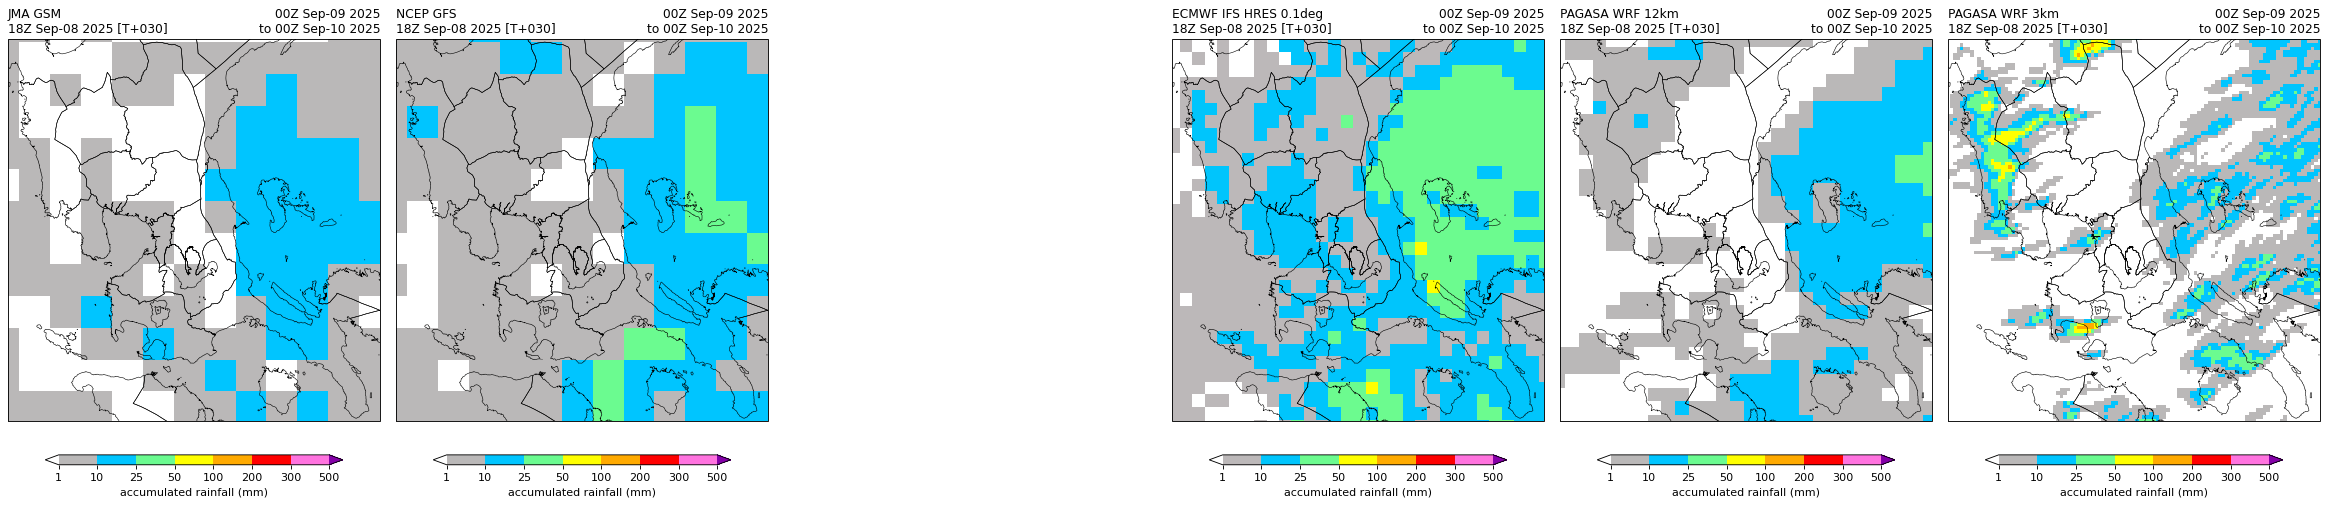 JMA GSM 00Z Sep-09 2025
18Z Sep-08 2025 [T+030] to 00Z Sep-10 2025
1 10 25 50 100 200 300 500
accumulated rainfall (mm)
NCEP GFS 00Z Sep-09 2025
18Z Sep-08 2025 [T+030] to 00Z Sep-10 2025
1 10 25 50 100 200 300 500
accumulated rainfall (mm)
ECMWF IFS HRES 0.1deg 00Z Sep-09 2025
18Z Sep-08 2025 [T+030] to 00Z Sep-10 2025
1 10 25 50 100 200 300 500
accumulated rainfall (mm)
PAGASA WRF 12km 00Z Sep-09 2025
18Z Sep-08 2025 [T+030] to 00Z Sep-10 2025
1 10 25 50 100 200 300 500
accumulated rainfall (mm)
PAGASA WRF 3km 00Z Sep-09 2025
18Z Sep-08 2025 [T+030] to 00Z Sep-10 2025
1 10 25 50 100 200 300 500
accumulated rainfall (mm)